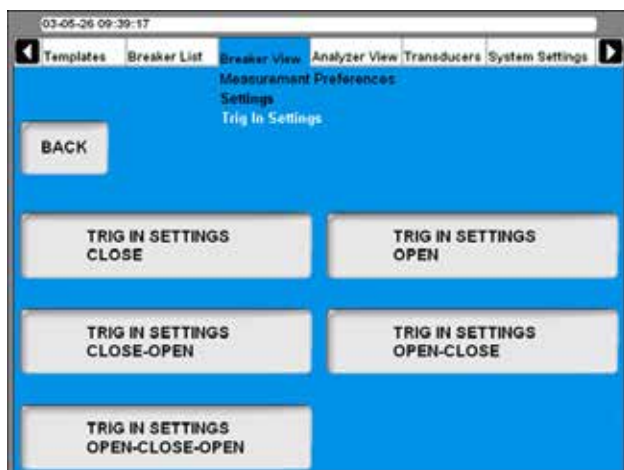 03-05-26 09:39:17
Templates Breaker List Breaker View Analyzer View Transducers System Settings
Measurement Preferences
Settings
Trig In Settings
BACK
TRIG IN SETTINGS
CLOSE
TRIG IN SETTINGS
OPEN
TRIG IN SETTINGS
CLOSE-OPEN
TRIG IN SETTINGS
OPEN-CLOSE
TRIG IN SETTINGS
OPEN-CLOSE-OPEN